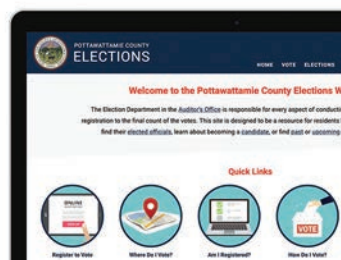 POTTAWATTAMIE COUNTY
ELECTIONS
HOME VOTE ELECTIONS
Welcome to the Pottawattamie County Elections W
The Election Department in the Auditor's Office is responsible for every aspect of conducti
registration to the final count of the votes. This site is designed to be a resource for residents
find their elected officials, learn about becoming a candidate, or find past or upcoming
Quick Links
ONLINE
VOTE
Register to Vote Where Do I Vote? Am I Registered? How Do I Vote?